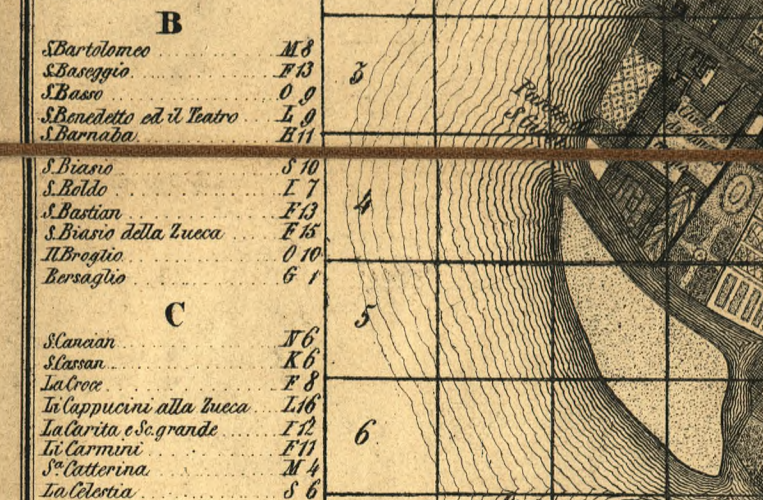 B
S.Bartolomeo M 8
S.Baseggio F 13
S.Basso O 9
S.Benedetto ed il Teatro L 9
S.Barnaba H 11
S.Biasio S 10
S.Boldo I 7
S.Bastian F 13
S.Biasio della Zueca F 15
Il Broglio O 10
Bersaglio G 1
C
S.Cancian N 6
S.Cassan K 6
La Croce F 8
Li Cappucini alla Zueca L 16
La Carita e Sc. grande I 12
Li Carmini F 11
S.a Catterina M 4
La Celestia S 6
3
4
5
6